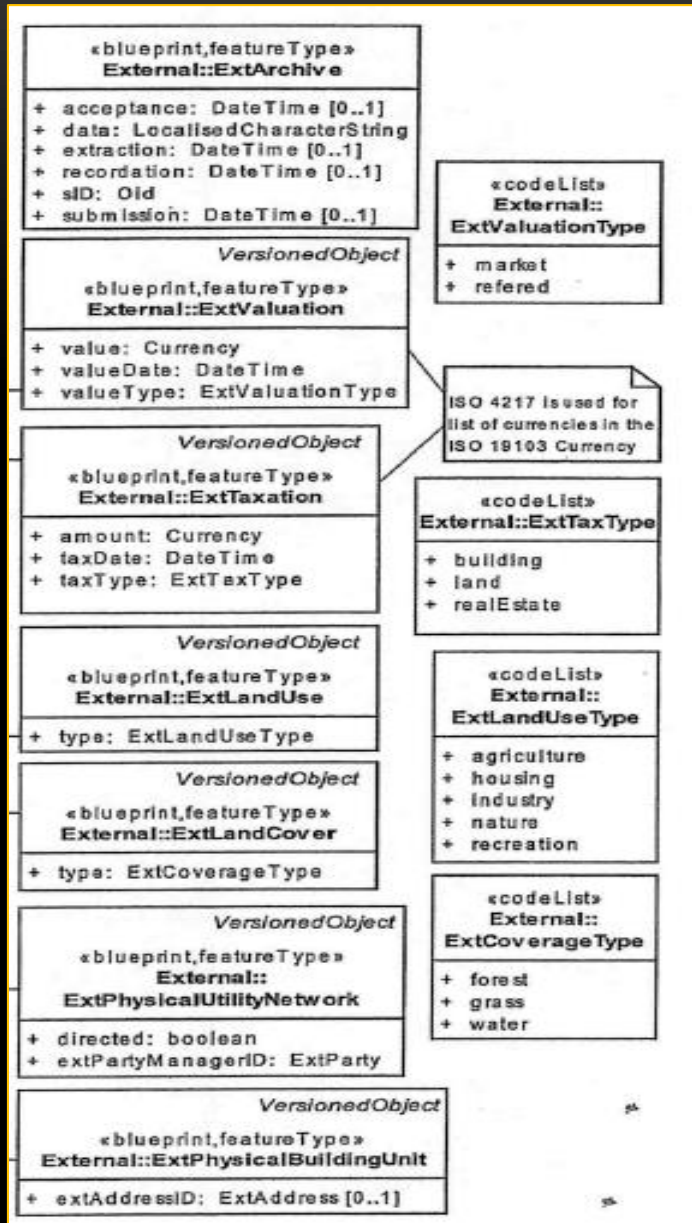 «blueprint,featureType»
External::ExtArchive
+ acceptance: DateTime [0..1]
+ data: LocalisedCharacterString
+ extraction: DateTime [0..1]
+ recordation: DateTime [0..1]
+ sID: Oid
+ submission: DateTime [0..1]
VersionedObject
«blueprint,featureType»
External::ExtValuation
+ value: Currency
+ valueDate: DateTime
+ valueType: ExtValuationType
VersionedObject
«blueprint,featureType»
External::ExtTaxation
+ amount: Currency
+ taxDate: DateTime
+ taxType: ExtTaxType
VersionedObject
«blueprint,featureType»
External::ExtLandUse
+ type: ExtLandUseType
VersionedObject
«blueprint,featureType»
External::ExtLandCover
+ type: ExtCoverageType
VersionedObject
«blueprint,featureType»
External::
ExtPhysicalUtilityNetwork
+ directed: boolean
+ extPartyManagerID: ExtParty
VersionedObject
«blueprint,featureType»
External::ExtPhysicalBuildingUnit
+ extAddressID: ExtAddress [0..1]
«codeList»
External::
ExtValuationType
+ market
+ refered
ISO 4217 is used for
list of currencies in the
ISO 19103 Currency
«codeList»
External::ExtTaxType
+ building
+ land
+ realEstate
«codeList»
External::
ExtLandUseType
+ agriculture
+ housing
+ industry
+ nature
+ recreation
«codeList»
External::
ExtCoverageType
+ forest
+ grass
+ water